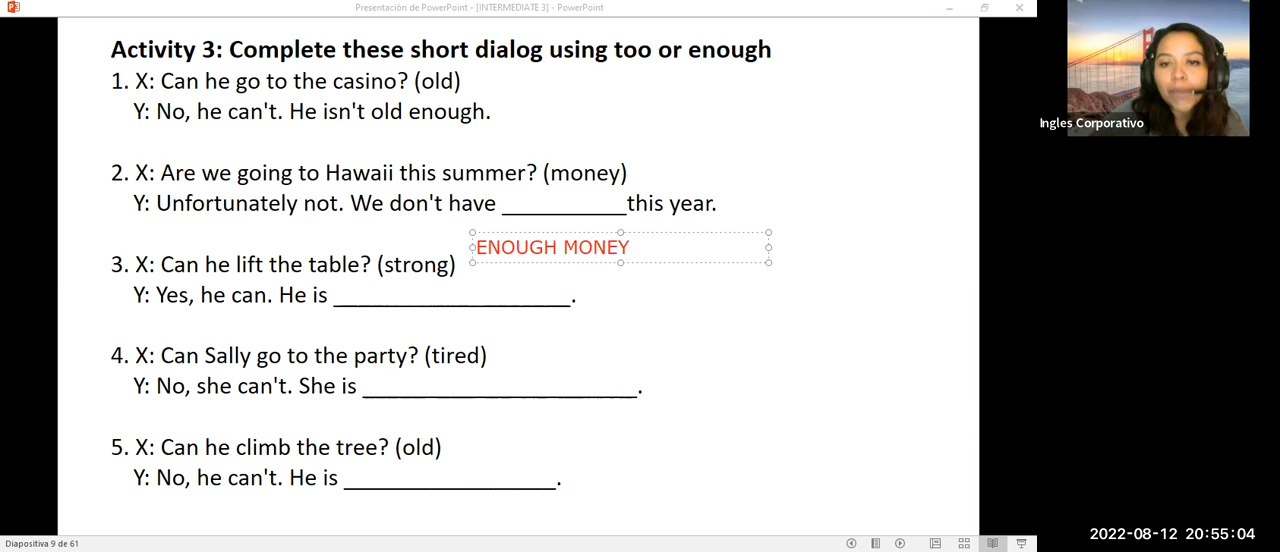 Presentación de PowerPoint - [INTERMEDIATE 3] - PowerPoint
Activity 3: Complete these short dialog using too or enough
1. X: Can he go to the casino? (old)
Y: No, he can't. He isn't old enough.
2. X: Are we going to Hawaii this summer? (money)
Y: Unfortunately not. We don't have __________this year.
ENOUGH MONEY
3. X: Can he lift the table? (strong)
Y: Yes, he can. He is ___________________.
4. X: Can Sally go to the party? (tired)
Y: No, she can't. She is ______________________.
5. X: Can he climb the tree? (old)
Y: No, he can't. He is _________________.
Diapositiva 9 de 61
Ingles Corporativo
2022-08-12 20:55:04